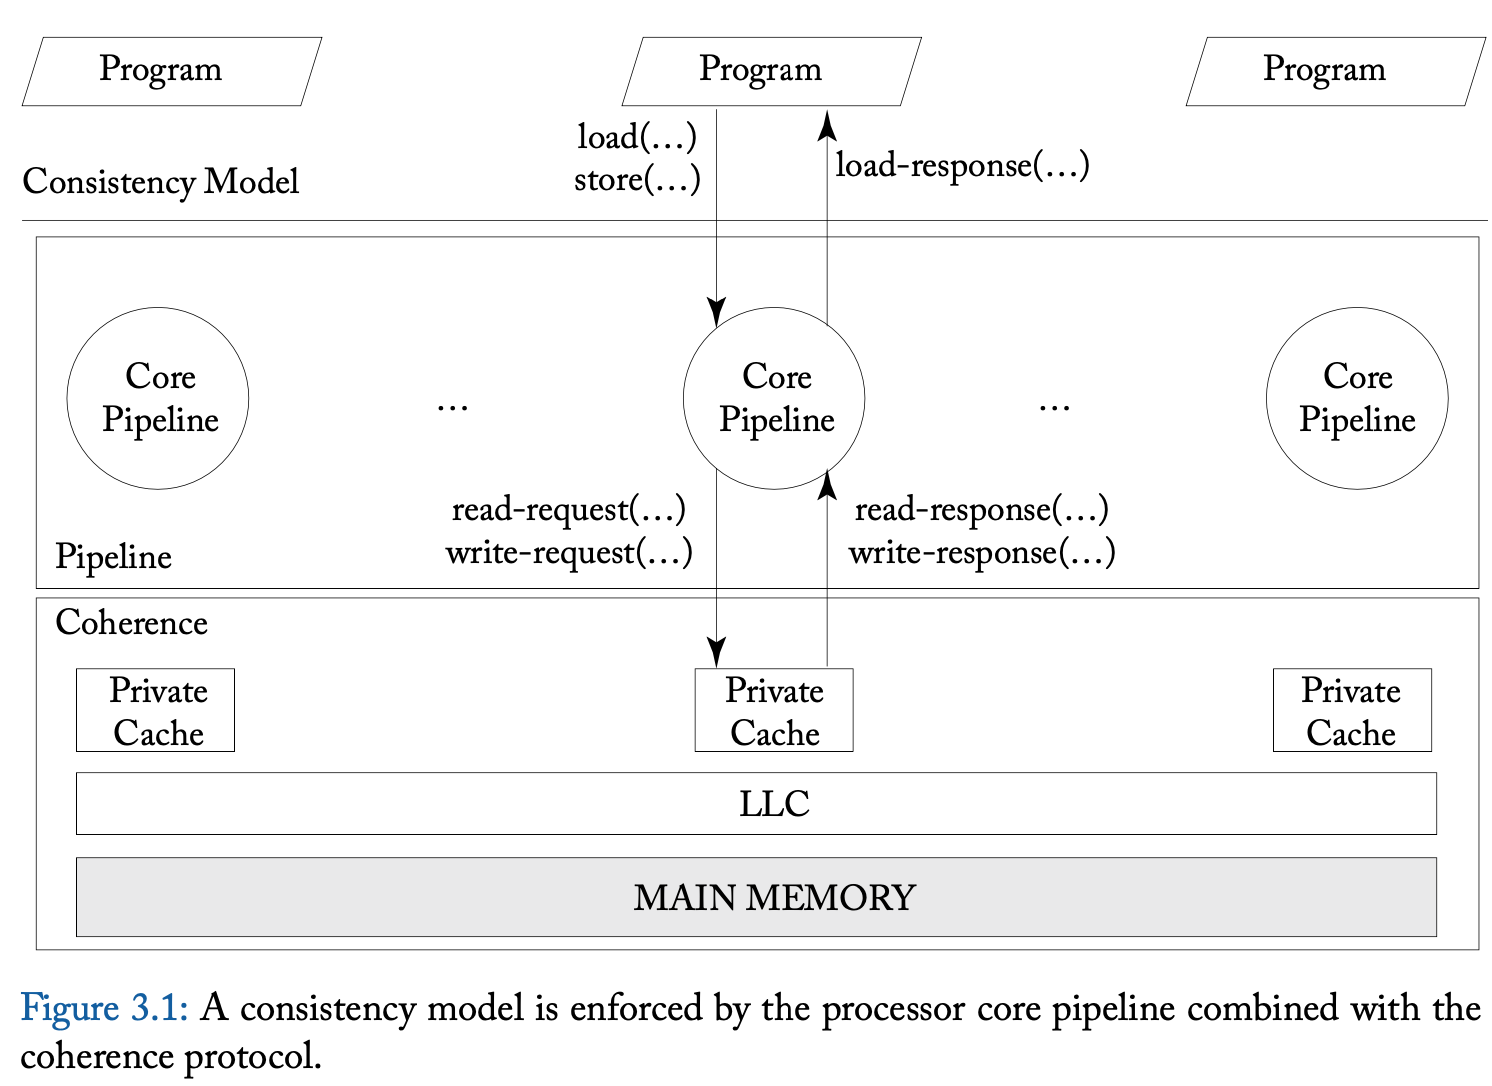 Program
Program
Program
load(…)
store(…)
load-response(…)
Consistency Model
Core
Pipeline
…
Core
Pipeline
…
Core
Pipeline
read-request(…)
write-request(…)
read-response(…)
write-response(…)
Pipeline
Coherence
Private
Cache
Private
Cache
Private
Cache
LLC
MAIN MEMORY
Figure 3.1: A consistency model is enforced by the processor core pipeline combined with the
coherence protocol.